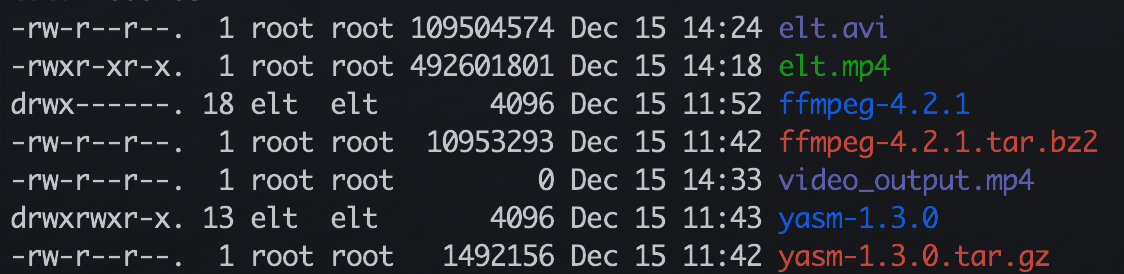 -rw-r--r--.  1 root root 109504574 Dec 15 14:24 elt.avi
-rwxr-xr-x.  1 root root 492601801 Dec 15 14:18 elt.mp4
drwx------. 18 elt  elt       4096 Dec 15 11:52 ffmpeg-4.2.1
-rw-r--r--.  1 root root  10953293 Dec 15 11:42 ffmpeg-4.2.1.tar.bz2
-rw-r--r--.  1 root root         0 Dec 15 14:33 video_output.mp4
drwxrwxr-x. 13 elt  elt       4096 Dec 15 11:43 yasm-1.3.0
-rw-r--r--.  1 root root   1492156 Dec 15 11:42 yasm-1.3.0.tar.gz